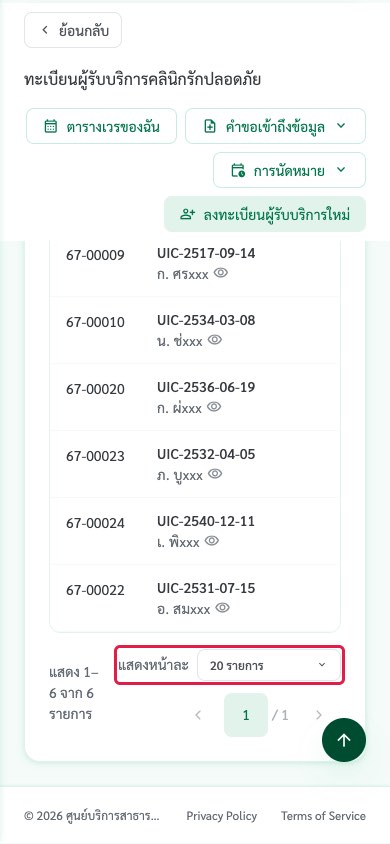 ย้อนกลับ
ทะเบียนผู้รับบริการคลินิกรักปลอดภัย
ตารางเวรของฉัน
คำขอเข้าถึงข้อมูล
การนัดหมาย
ลงทะเบียนผู้รับบริการใหม่
67-00009 UIC-2517-09-14
ก. ศรxxx
67-00010 UIC-2534-03-08
น. ช่xxx
67-00020 UIC-2536-06-19
ก. ผ่xxx
67-00023 UIC-2532-04-05
ภ. บูxxx
67-00024 UIC-2540-12-11
เ. พิxxx
67-00022 UIC-2531-07-15
อ. สมxxx
แสดง 1–
6 จาก 6
รายการ
แสดงหน้าละ 20 รายการ
1 / 1
© 2026 ศูนย์บริการสาธาร... Privacy Policy Terms of Service